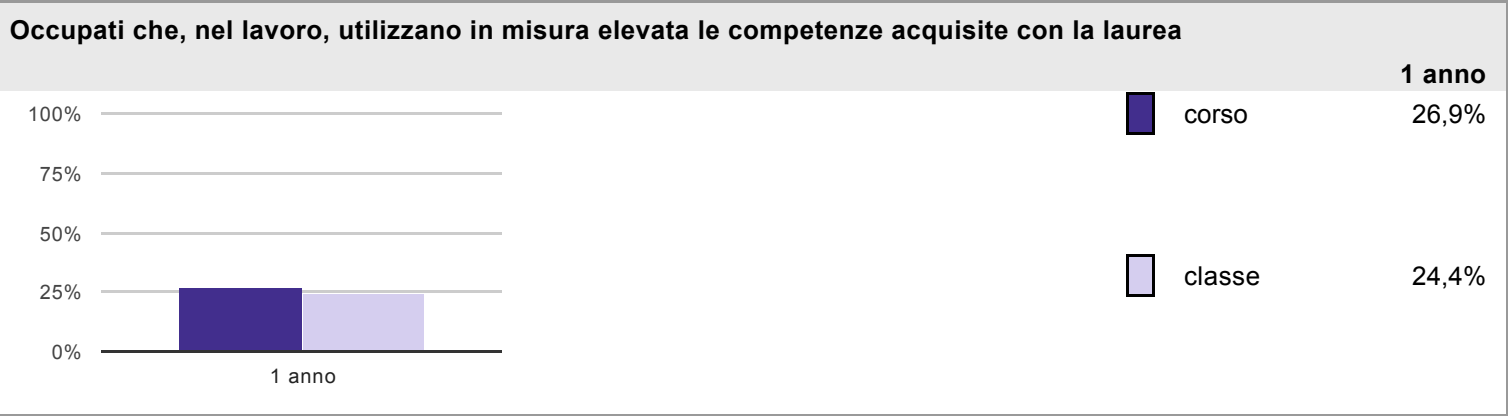 Occupati che, nel lavoro, utilizzano in misura elevata le competenze acquisite con la laurea
1 anno
100%
75%
50%
25%
0%
1 anno
corso 26,9%
classe 24,4%